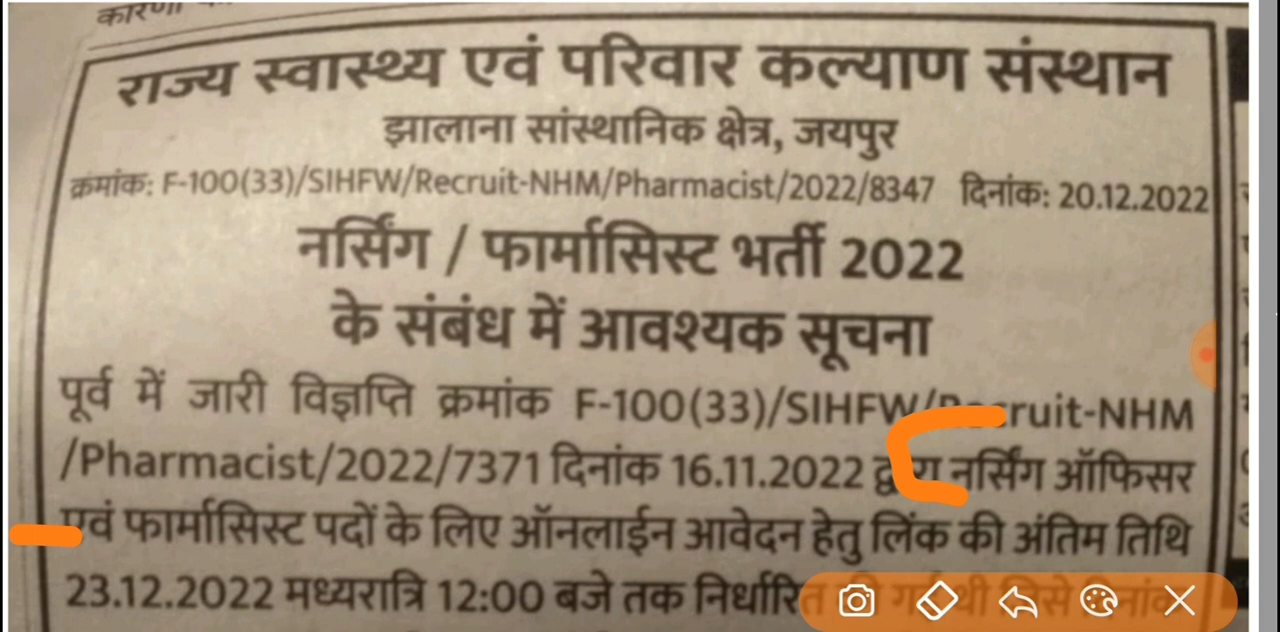 राज्य स्वास्थ्य एवं परिवार कल्याण संस्थान
झालाना सांस्थानिक क्षेत्र, जयपुर
क्रमांक: F-100(33)/SIHFW/Recruit-NHM/Pharmacist/2022/8347 दिनांक: 20.12.2022
नर्सिंग / फार्मासिस्ट भर्ती 2022
के संबंध में आवश्यक सूचना
पूर्व में जारी विज्ञप्ति क्रमांक F-100(33)/SIHFW/Recruit-NHM
/Pharmacist/2022/7371 दिनांक 16.11.2022 द्वारा नर्सिंग ऑफिसर
एवं फार्मासिस्ट पदों के लिए ऑनलाईन आवेदन हेतु लिंक की अंतिम तिथि
23.12.2022 मध्यरात्रि 12:00 बजे तक निर्धारित